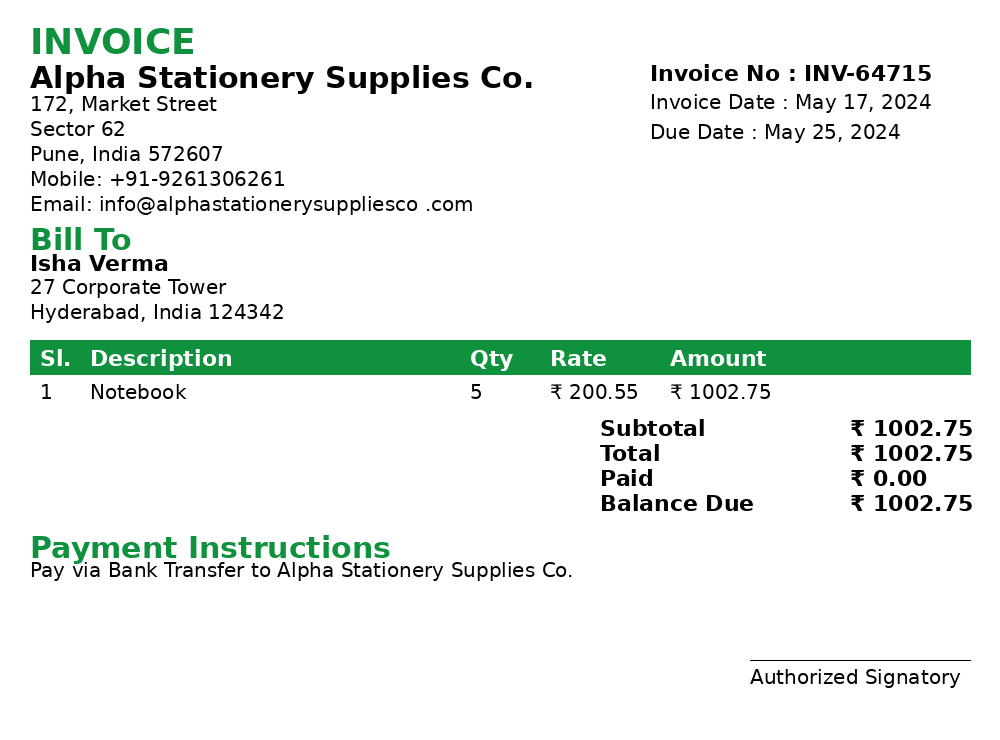 INVOICE
Alpha Stationery Supplies Co.
172, Market Street
Sector 62
Pune, India 572607
Mobile: +91-9261306261
Email: info@alphastationerysuppliesco .com
Invoice No : INV-64715
Invoice Date : May 17, 2024
Due Date : May 25, 2024
Bill To
Isha Verma
27 Corporate Tower
Hyderabad, India 124342
Sl. Description Qty Rate Amount
1 Notebook 5 ₹ 200.55 ₹ 1002.75
Subtotal ₹ 1002.75
Total ₹ 1002.75
Paid ₹ 0.00
Balance Due ₹ 1002.75
Payment Instructions
Pay via Bank Transfer to Alpha Stationery Supplies Co.
Authorized Signatory